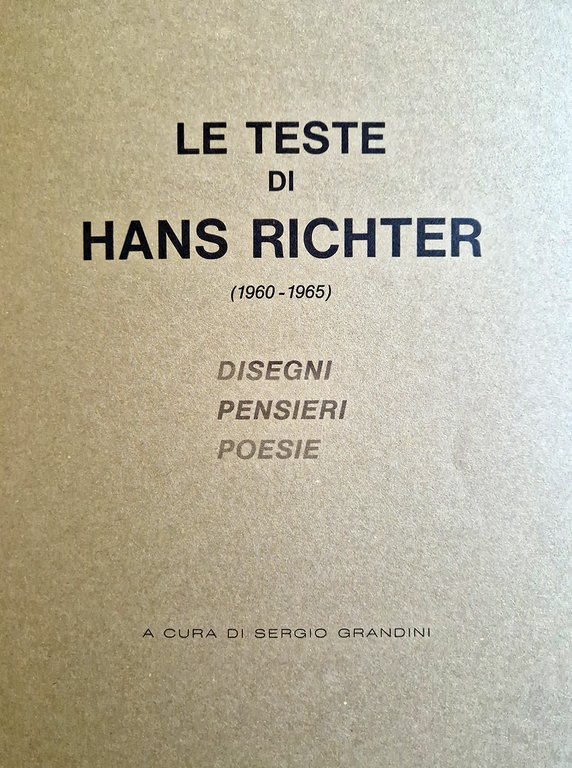 LE TESTE
DI
HANS RICHTER
(1960-1965)
DISEGNI
PENSIERI
POESIE
A CURA DI SERGIO GRANDINI